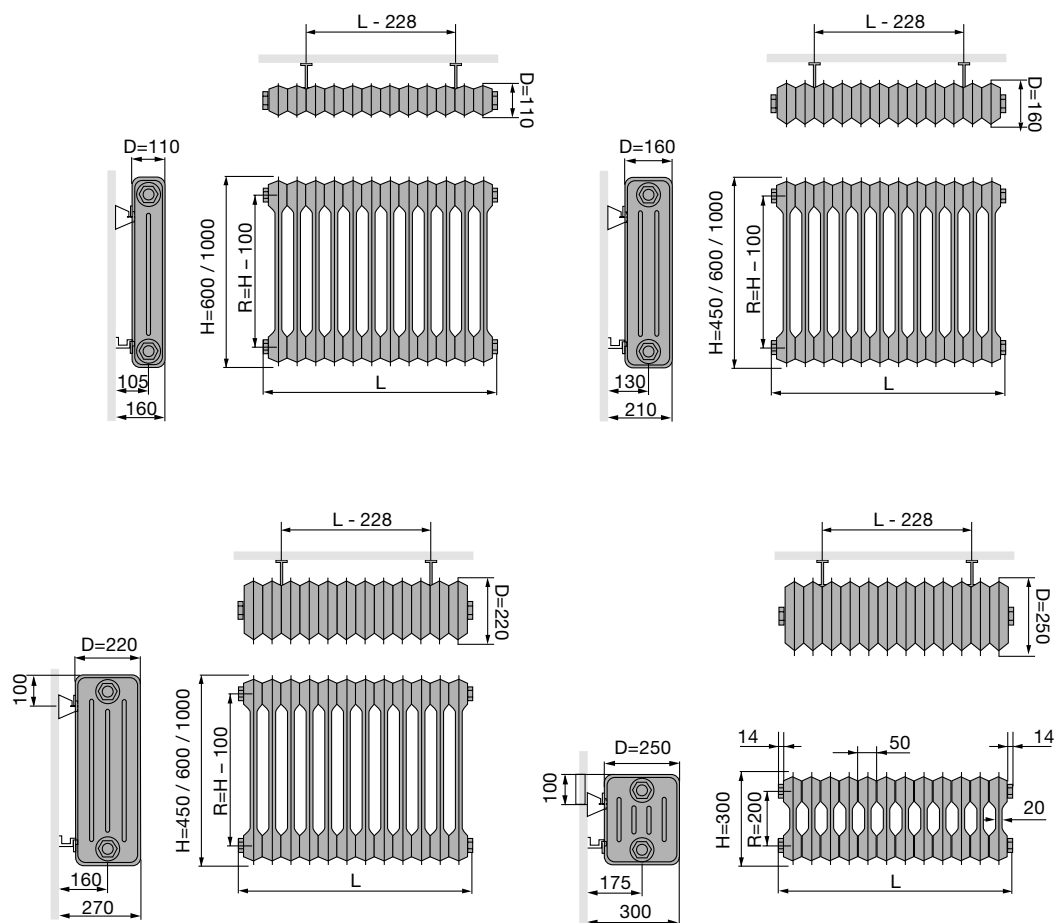 L - 228
D=110
D=110
H=600 / 1000
R=H – 100
105
160
L
L - 228
D=160
D=160
H=450 / 600 / 1000
R=H – 100
130
210
L
L - 228
D=220
D=220
100
H=450 / 600 / 1000
R=H – 100
160
270
L
L - 228
D=250
14
50
14
D=250
100
H=300
R=200
20
175
300
L